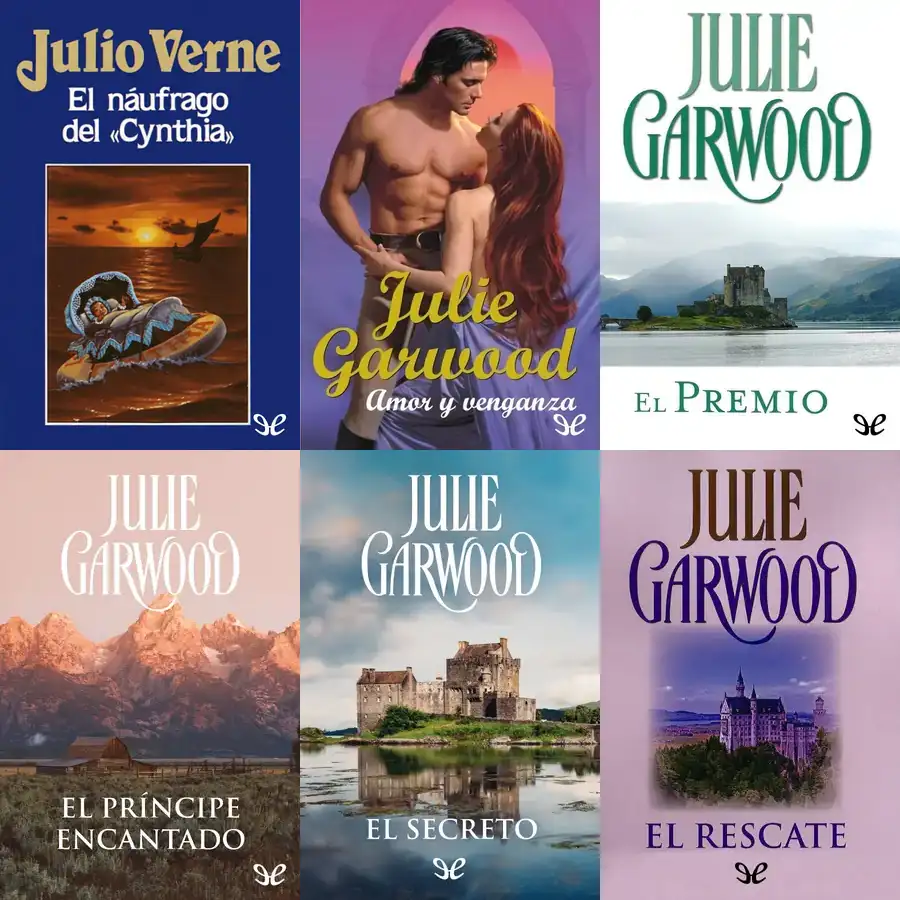 Julio Verne
El náufrago
del «Cynthia»
Julie
Garwood
Amor y venganza
JULIE
GARWOOD
EL PREMIO
JULIE
GARWOOD
EL PRÍNCIPE
ENCANTADO
JULIE
GARWOOD
EL SECRETO
JULIE
GARWOOD
EL RESCATE